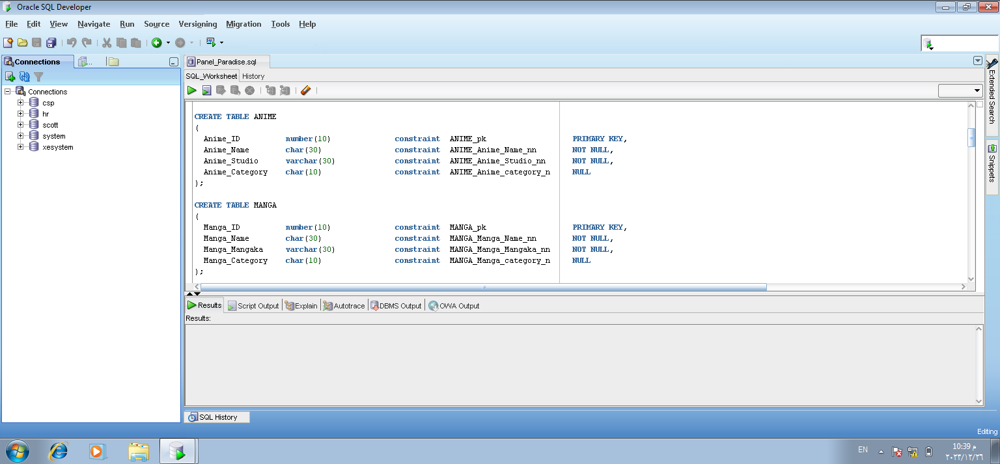 Oracle SQL Developer
File Edit View Navigate Run Source Versioning Migration Tools Help
Connections
Panel_Paradise.sql
SQL_Worksheet History
Connections
csp
hr
scott
system
xesystem
CREATE TABLE ANIME
(
Anime_ID number(10) constraint ANIME_pk PRIMARY KEY,
Anime_Name char(30) constraint ANIME_Anime_Name_nn NOT NULL,
Anime_Studio varchar(30) constraint ANIME_Anime_Studio_nn NOT NULL,
Anime_Category char(10) constraint ANIME_Anime_category_n NULL
);
CREATE TABLE MANGA
(
Manga_ID number(10) constraint MANGA_pk PRIMARY KEY,
Manga_Name char(30) constraint MANGA_Manga_Name_nn NOT NULL,
Manga_Mangaka varchar(30) constraint MANGA_Manga_Mangaka_nn NOT NULL,
Manga_Category char(10) constraint MANGA_Manga_category_n NULL
);
Extended Search
Snippets
Results Script Output Explain Autotrace DBMS Output OWA Output
Results:
SQL History
Editing
EN
10:39 م
٢٠٢٣/١٢/٢٦